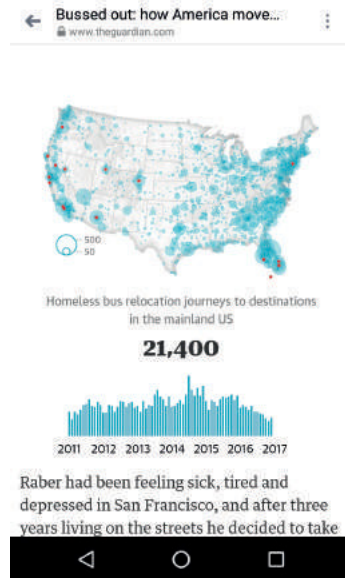 Bussed out: how America move...
www.theguardian.com
500
50
Homeless bus relocation journeys to destinations
in the mainland US
21,400
2011 2012 2013 2014 2015 2016 2017
Raber had been feeling sick, tired and
depressed in San Francisco, and after three
years living on the streets he decided to take